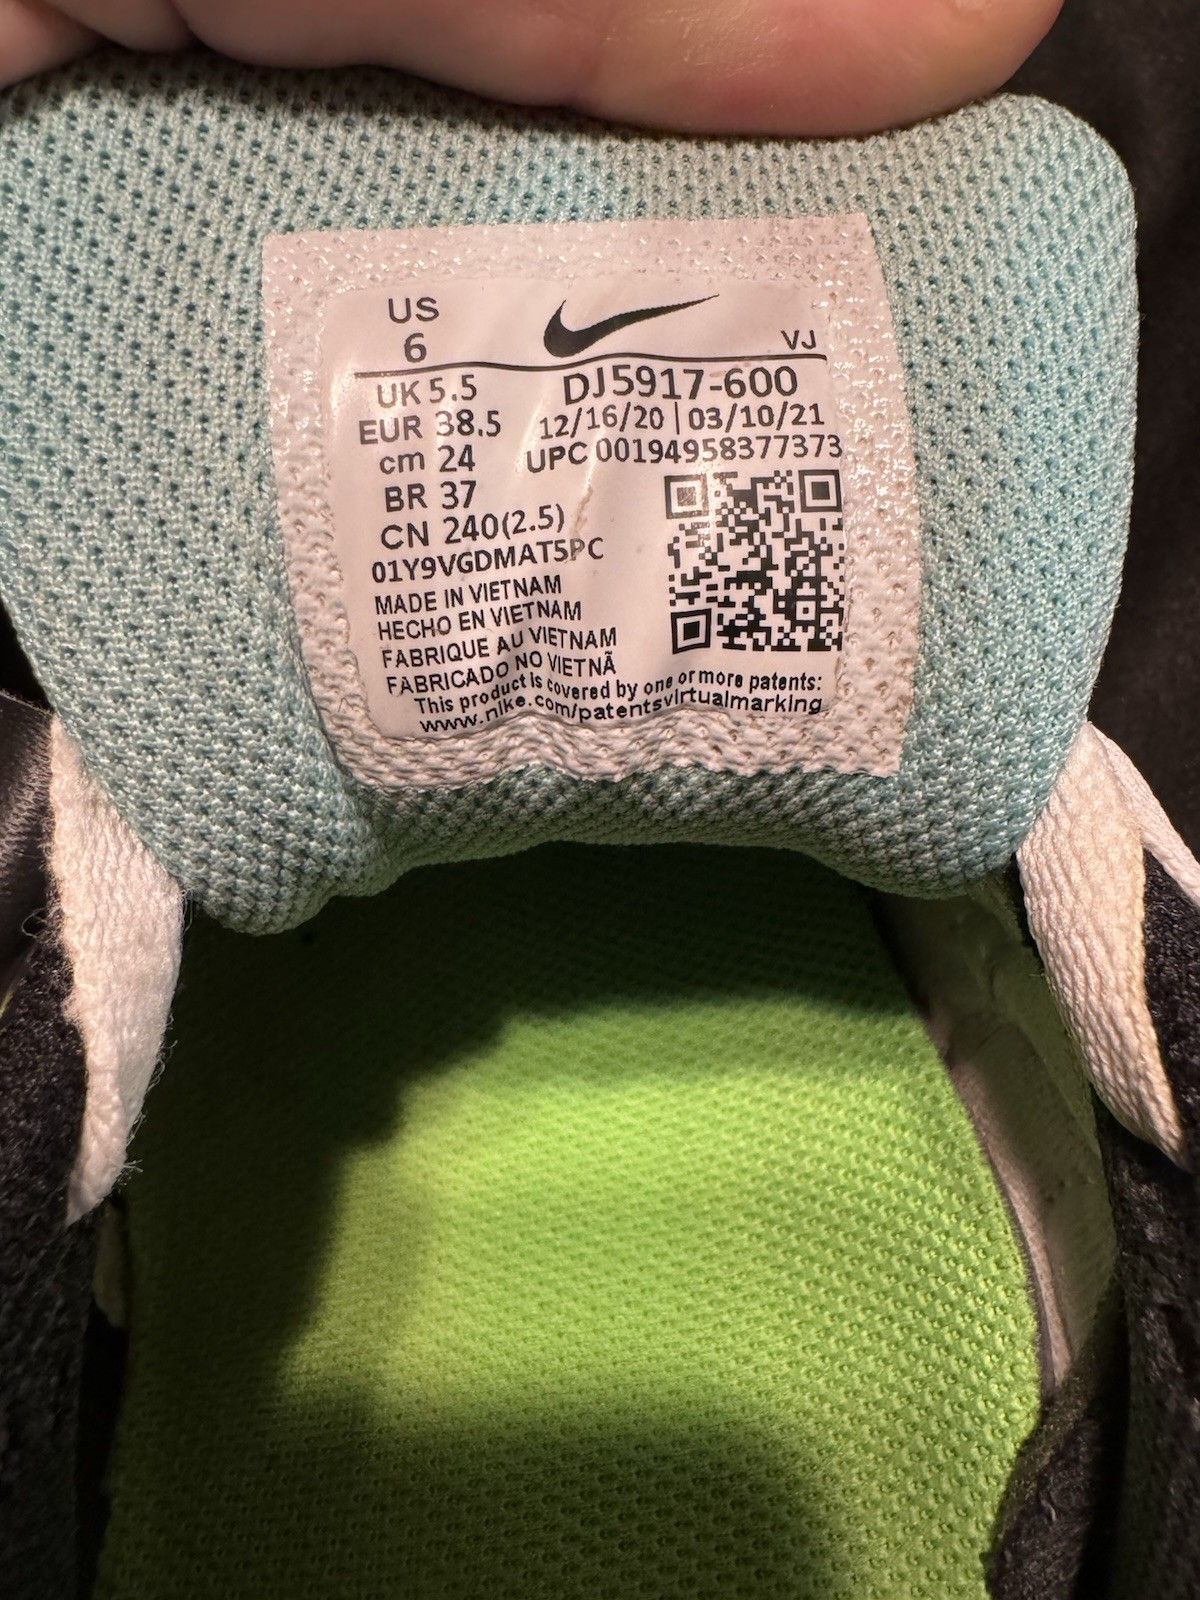 US
6
VJ
UK 5.5
DJ5917-600
EUR 38.5
12/16/20 | 03/10/21
cm 24
UPC 00194958377373
BR 37
CN 240(2.5)
01Y9VGDMAT5PC
MADE IN VIETNAM
HECHO EN VIETNAM
FABRIQUE AU VIETNAM
FABRICADO NO VIETNÃ
This product is covered by one or more patents:
www.nike.com/patentsvirtualmarking